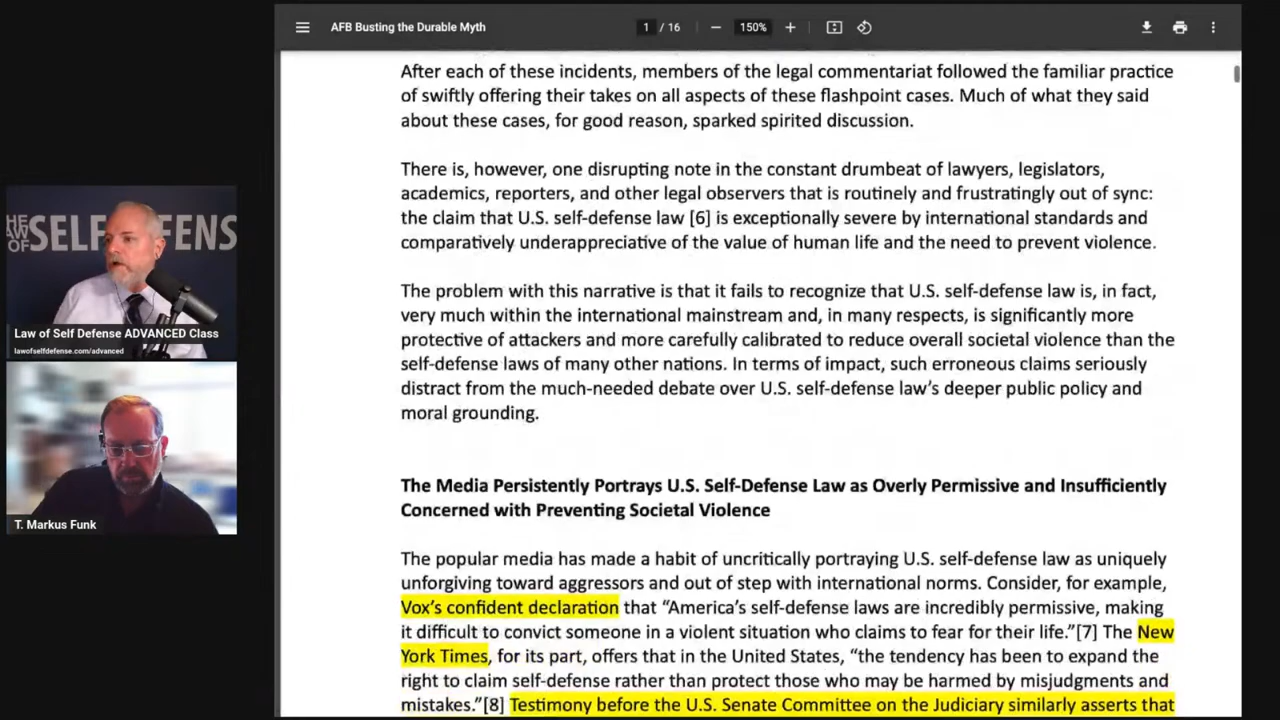 AFB Busting the Durable Myth
1 / 16
150%
After each of these incidents, members of the legal commentariat followed the familiar practice
of swiftly offering their takes on all aspects of these flashpoint cases. Much of what they said
about these cases, for good reason, sparked spirited discussion.
There is, however, one disrupting note in the constant drumbeat of lawyers, legislators,
academics, reporters, and other legal observers that is routinely and frustratingly out of sync:
the claim that U.S. self-defense law [6] is exceptionally severe by international standards and
comparatively underappreciative of the value of human life and the need to prevent violence.
The problem with this narrative is that it fails to recognize that U.S. self-defense law is, in fact,
very much within the international mainstream and, in many respects, is significantly more
protective of attackers and more carefully calibrated to reduce overall societal violence than the
self-defense laws of many other nations. In terms of impact, such erroneous claims seriously
distract from the much-needed debate over U.S. self-defense law's deeper public policy and
moral grounding.
The Media Persistently Portrays U.S. Self-Defense Law as Overly Permissive and Insufficiently
Concerned with Preventing Societal Violence
The popular media has made a habit of uncritically portraying U.S. self-defense law as uniquely
unforgiving toward aggressors and out of step with international norms. Consider, for example,
Vox's confident declaration that “America's self-defense laws are incredibly permissive, making
it difficult to convict someone in a violent situation who claims to fear for their life.”[7] The New
York Times, for its part, offers that in the United States, “the tendency has been to expand the
right to claim self-defense rather than protect those who may be harmed by misjudgments and
mistakes.”[8] Testimony before the U.S. Senate Committee on the Judiciary similarly asserts that
THE
LAW
OF SELF DEFENS
Law of Self Defense ADVANCED Class
lawofselfdefense.com/advanced
T. Markus Funk